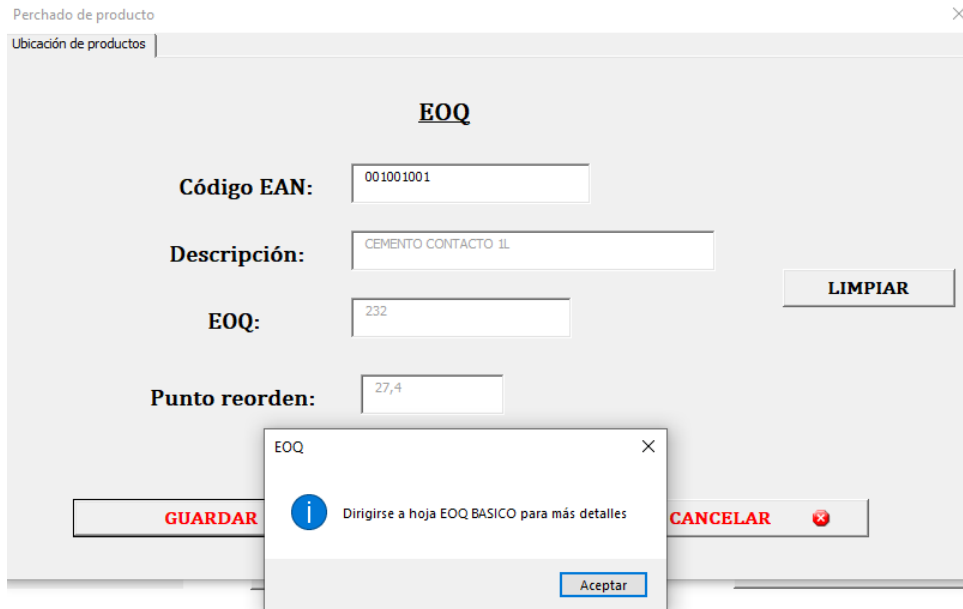 Perchado de producto
Ubicación de productos
EOQ
Código EAN:
001001001
Descripción:
CEMENTO CONTACTO 1L
LIMPIAR
EOQ:
232
Punto reorden:
27,4
EOQ
Dirigirse a hoja EOQ BASICO para más detalles
GUARDAR
CANCELAR
Aceptar